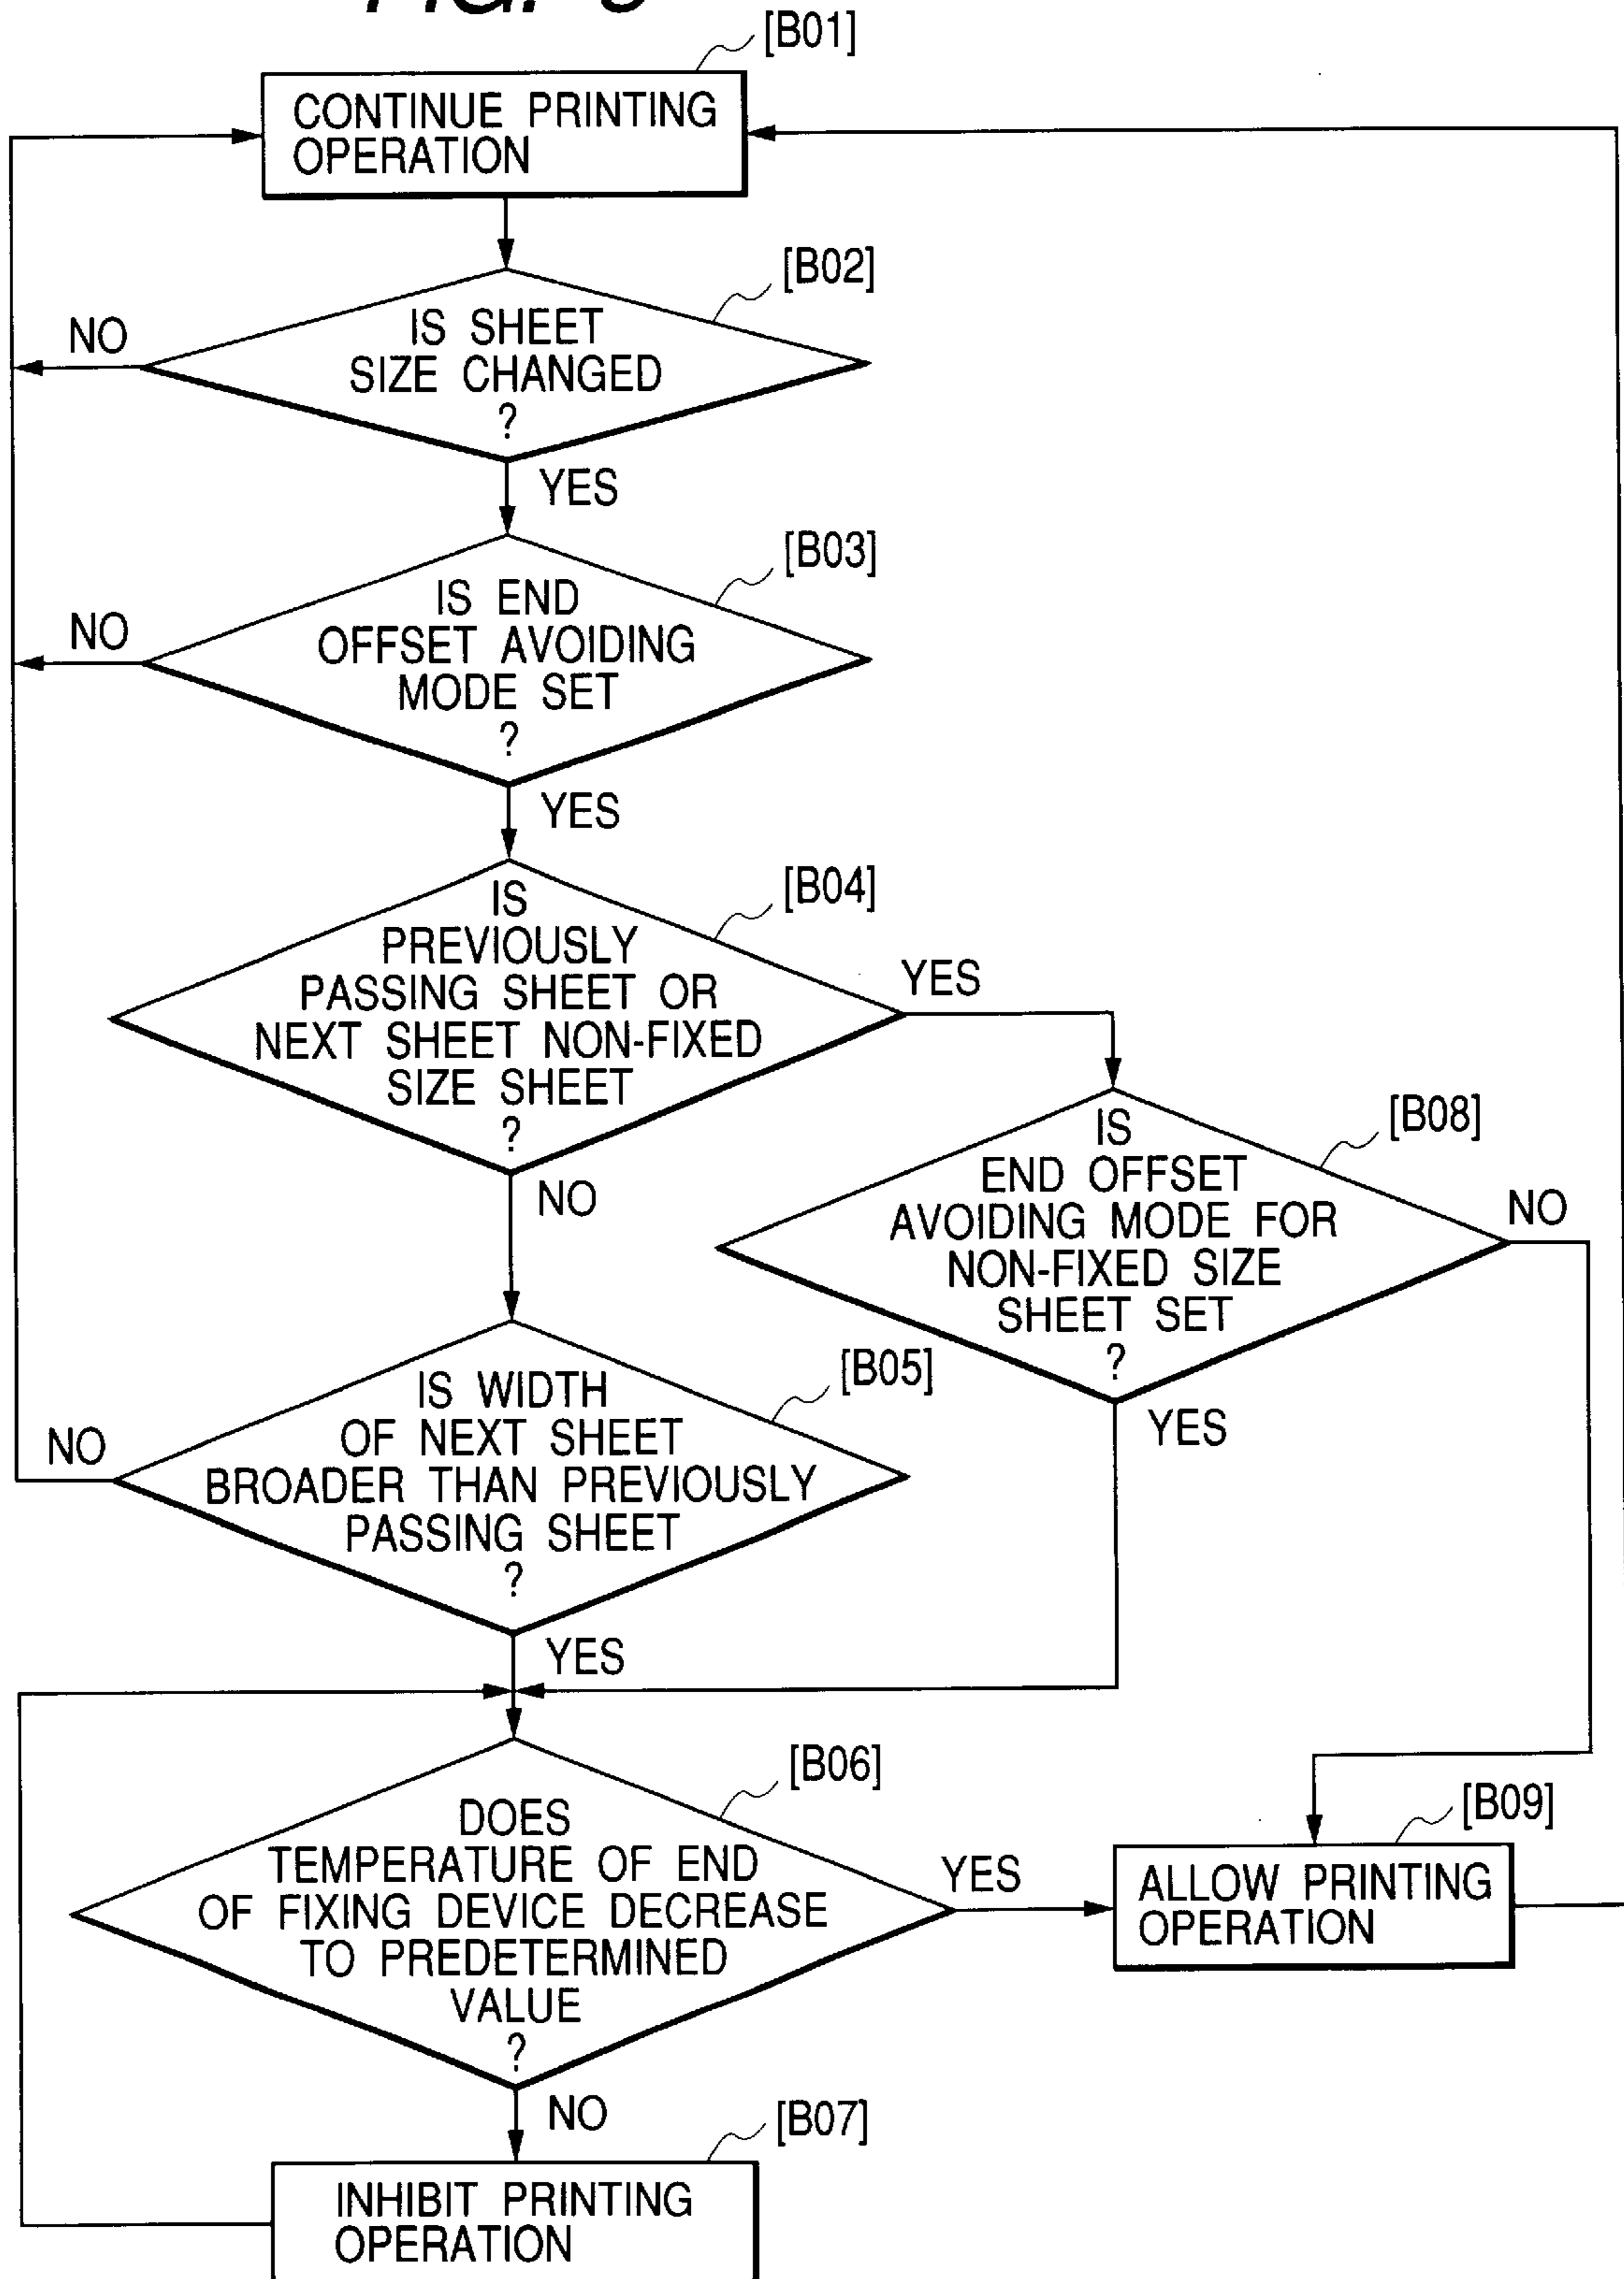 [B01]
CONTINUE PRINTING
OPERATION
[B02]
IS SHEET
SIZE CHANGED
?
NO
YES
[B03]
IS END
OFFSET AVOIDING
MODE SET
?
NO
YES
[B04]
IS
PREVIOUSLY
PASSING SHEET OR
NEXT SHEET NON-FIXED
SIZE SHEET
?
YES
NO
[B08]
IS
END OFFSET
AVOIDING MODE FOR
NON-FIXED SIZE
SHEET SET
?
NO
YES
[B05]
IS WIDTH
OF NEXT SHEET
BROADER THAN PREVIOUSLY
PASSING SHEET
?
NO
YES
[B06]
DOES
TEMPERATURE OF END
OF FIXING DEVICE DECREASE
TO PREDETERMINED
VALUE
?
YES
NO
[B09]
ALLOW PRINTING
OPERATION
[B07]
INHIBIT PRINTING
OPERATION